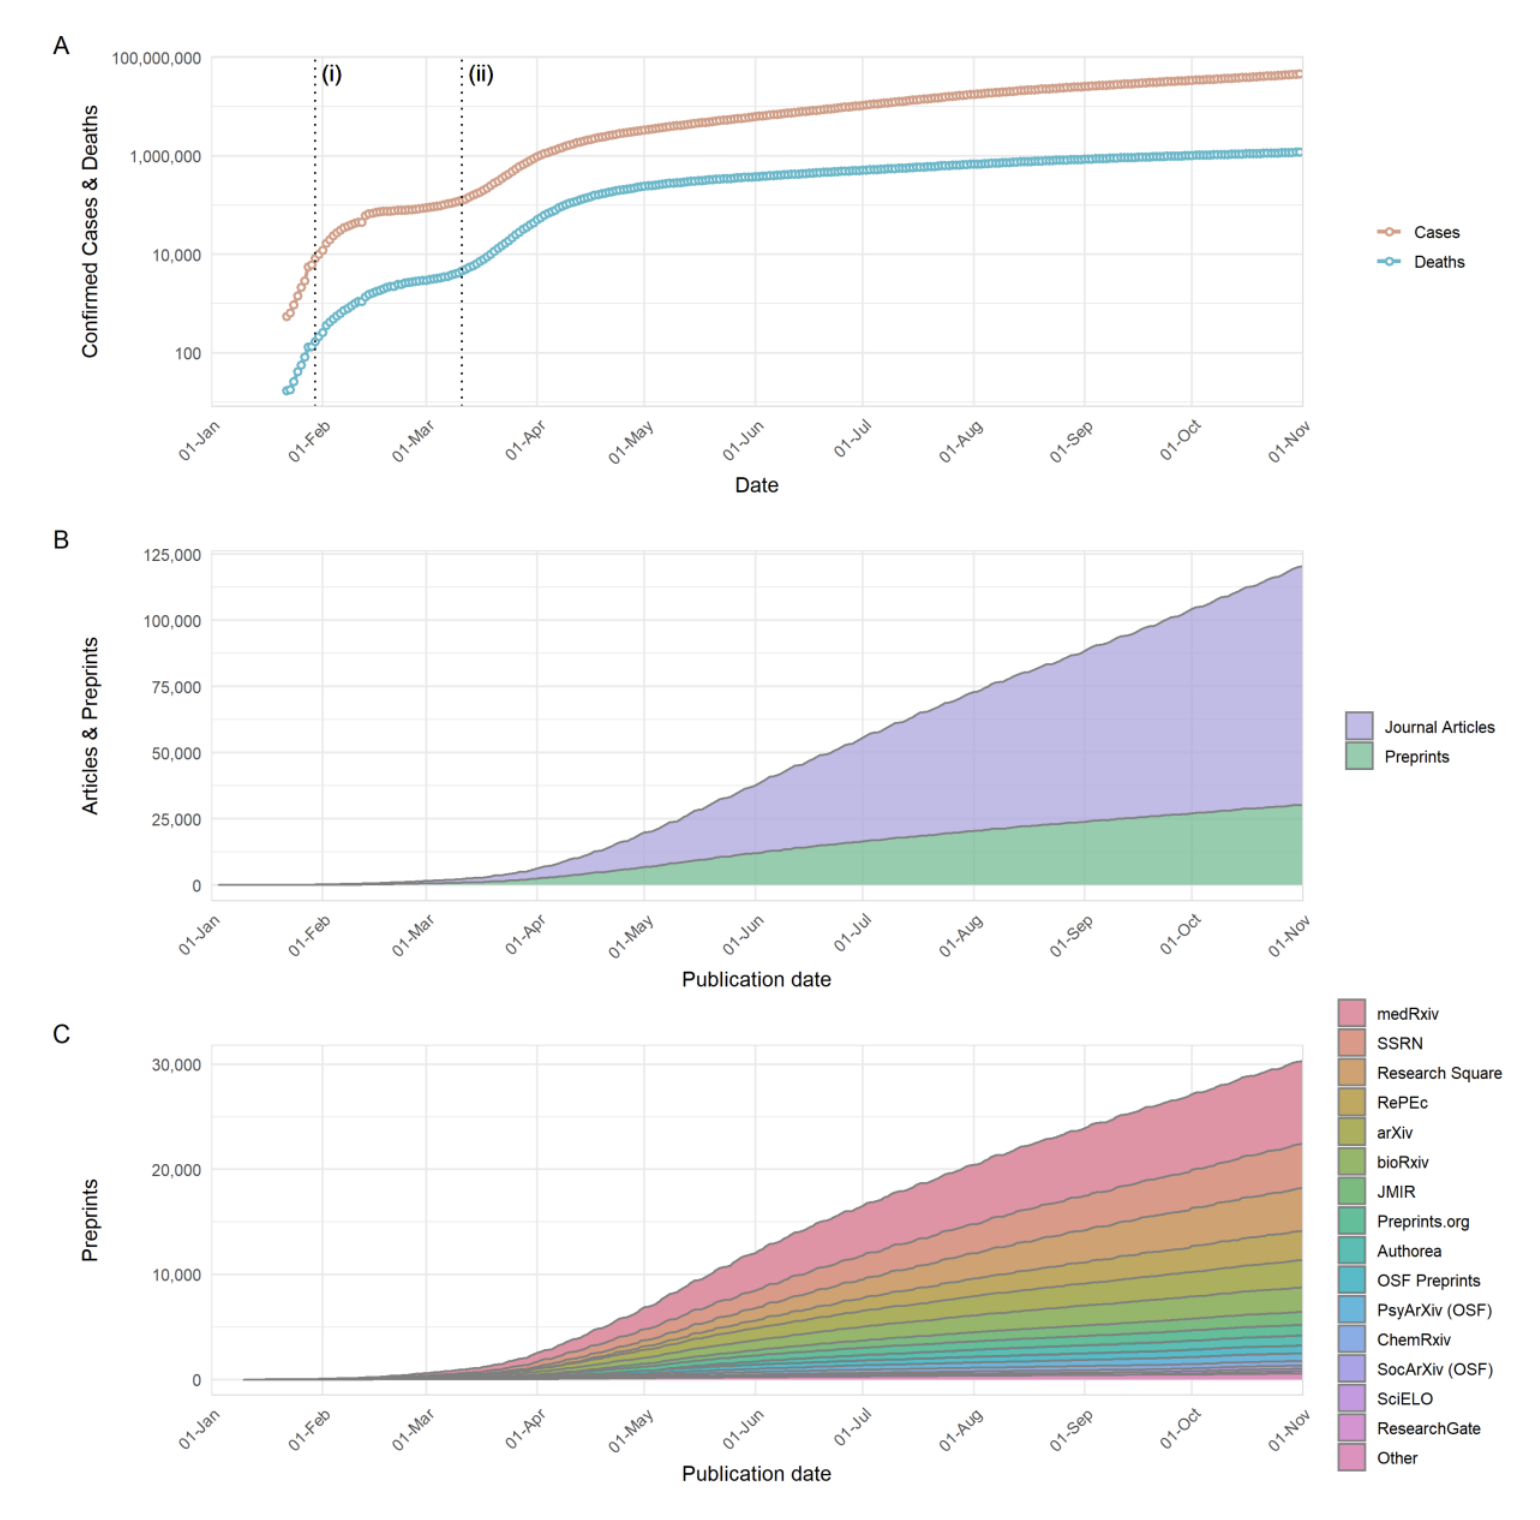 A
100,000,000
1,000,000
10,000
100
Confirmed Cases & Deaths
(i)
(ii)
01-Jan
01-Feb
01-Mar
01-Apr
01-May
01-Jun
01-Jul
01-Aug
01-Sep
01-Oct
01-Nov
Date
Cases
Deaths
B
125,000
100,000
75,000
50,000
25,000
0
Articles & Preprints
01-Jan
01-Feb
01-Mar
01-Apr
01-May
01-Jun
01-Jul
01-Aug
01-Sep
01-Oct
01-Nov
Publication date
Journal Articles
Preprints
C
30,000
20,000
10,000
0
Preprints
01-Jan
01-Feb
01-Mar
01-Apr
01-May
01-Jun
01-Jul
01-Aug
01-Sep
01-Oct
01-Nov
Publication date
medRxiv
SSRN
Research Square
RePEc
arXiv
bioRxiv
JMIR
Preprints.org
Authorea
OSF Preprints
PsyArXiv (OSF)
ChemRxiv
SocArXiv (OSF)
SciELO
ResearchGate
Other